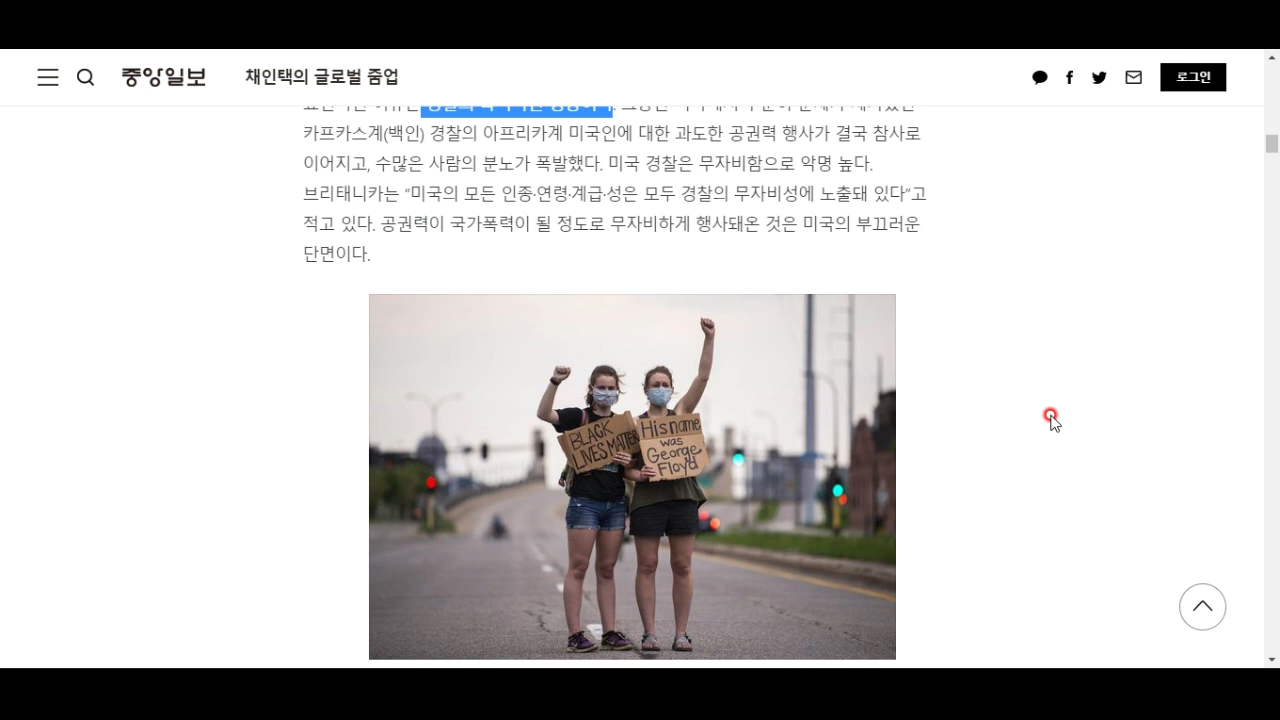 중앙일보
채인택의 글로벌 줌업
로그인
카프카스계(백인) 경찰의 아프리카계 미국인에 대한 과도한 공권력 행사가 결국 참사로
이어지고, 수많은 사람의 분노가 폭발했다. 미국 경찰은 무자비함으로 악명 높다.
브리태니카는 “미국의 모든 인종·연령·계급·성은 모두 경찰의 무자비성에 노출돼 있다”고
적고 있다. 공권력이 국가폭력이 될 정도로 무자비하게 행사돼온 것은 미국의 부끄러운
단면이다.
BLACK
LIVES MATTER
His name
was
George
Floyd